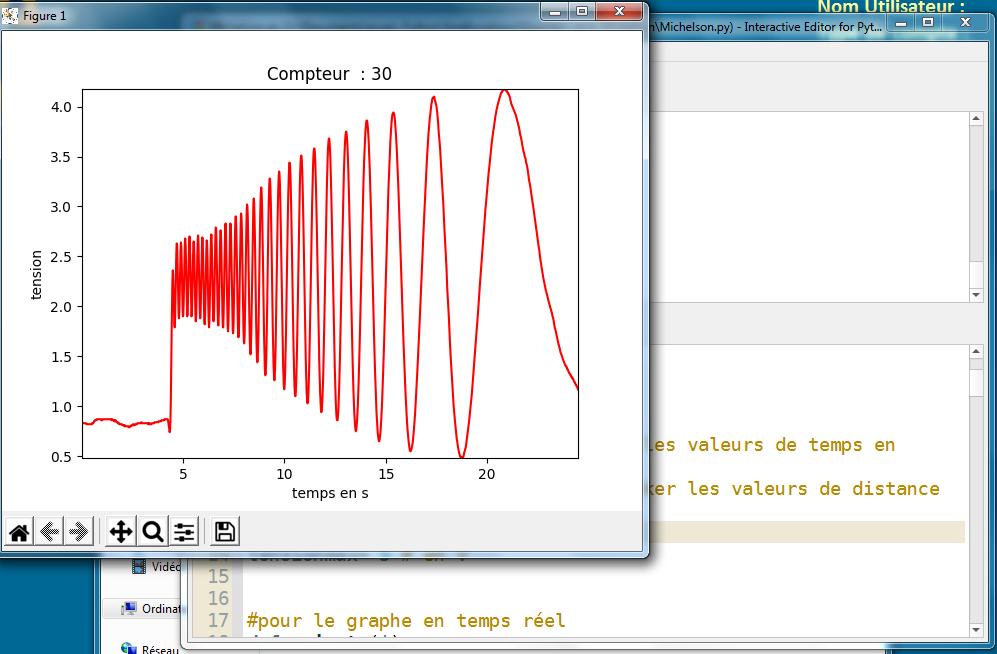 Nom Utilisateur :
Figure 1
n\Michelson.py) - Interactive Editor for Pyt...
Compteur : 30
4.0
3.5
3.0
2.5
2.0
1.5
1.0
0.5
tension
5
10
15
20
temps en s
les valeurs de temps en
ker les valeurs de distance
Vidéo
Ordinat
Réseau
15
16
17
#pour le graphe en temps réel